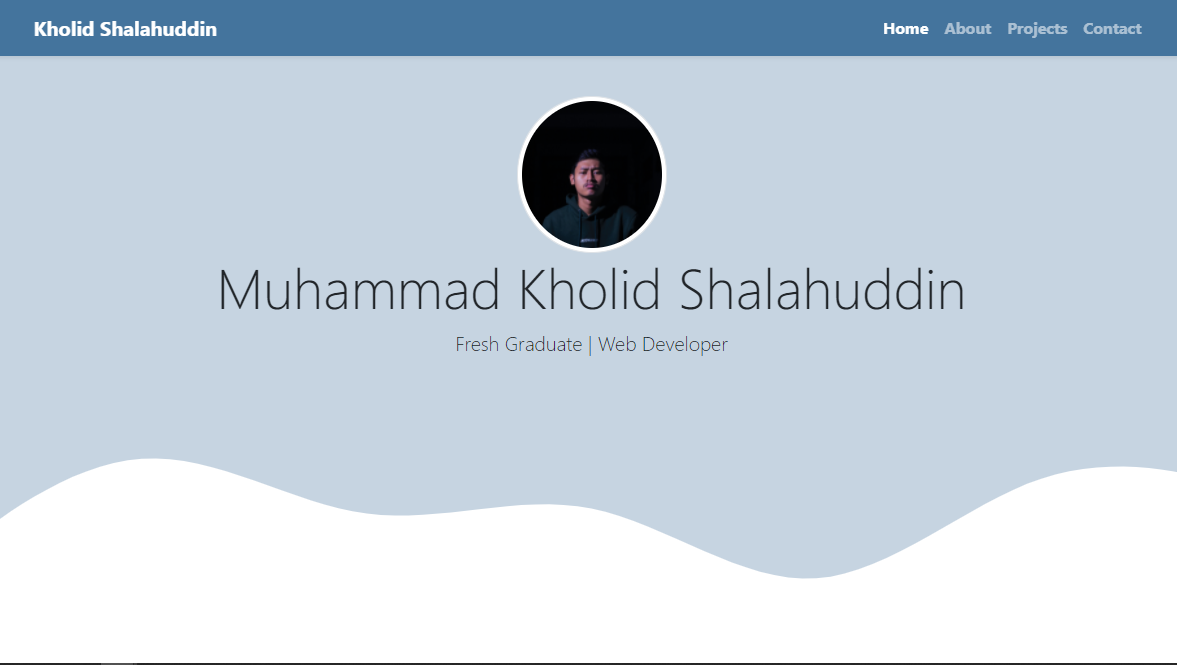 Kholid Shalahuddin
Home About Projects Contact
Muhammad Kholid Shalahuddin
Fresh Graduate | Web Developer